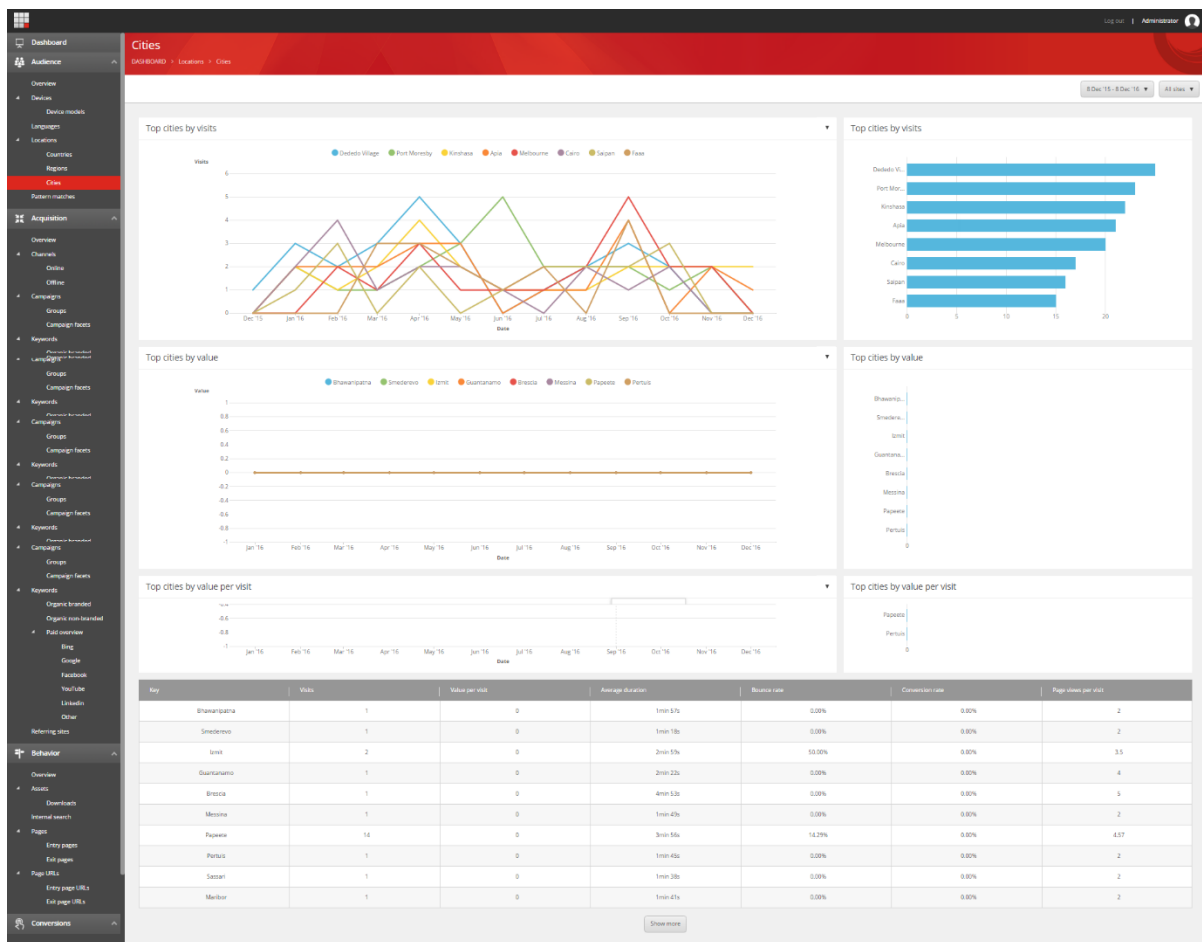 Log out | Administrator
Dashboard
Audience
Overview
Devices
Device models
Languages
Locations
Countries
Regions
Cities
Pattern matches
Acquisition
Overview
Channels
Online
Offline
Campaigns
Groups
Campaign facets
Keywords
Campaigns
Groups
Campaign facets
Keywords
Campaigns
Groups
Campaign facets
Keywords
Campaigns
Groups
Campaign facets
Keywords
Campaigns
Groups
Campaign facets
Keywords
Organic branded
Organic non-branded
Paid overview
Bing
Google
Facebook
YouTube
LinkedIn
Other
Referring sites
Behavior
Overview
Assets
Downloads
Internal search
Pages
Entry pages
Exit pages
Page URLs
Entry page URLs
Exit page URLs
Conversions
Cities
DASHBOARD > Locations > Cities
8 Dec '15 - 8 Dec '16
All sites
Top cities by visits
Dededo Village Port Moresby Kinshasa Apia Melbourne Cairo Saipan Faaa
Visits
6
5
4
3
2
1
0
Dec '15 Jan '16 Feb '16 Mar '16 Apr '16 May '16 Jun '16 Jul '16 Aug '16 Sep '16 Oct '16 Nov '16 Dec '16
Date
Top cities by visits
Dededo Vi...
Port Mor...
Kinshasa
Apia
Melbourne
Cairo
Saipan
Faaa
0 5 10 15 20
Top cities by value
Bhawanipatna Smederevo Izmit Guantanamo Brescia Messina Papeete Pertuis
Value
1
0.8
0.6
0.4
0.2
0
-0.2
-0.4
-0.6
-0.8
-1
Jan '16 Feb '16 Mar '16 Apr '16 May '16 Jun '16 Jul '16 Aug '16 Sep '16 Oct '16 Nov '16 Dec '16
Date
Top cities by value
Bhawanip...
Smedere...
Izmit
Guantana...
Brescia
Messina
Papeete
Pertuis
0
Top cities by value per visit
-0.6
-0.8
-1
Jan '16 Feb '16 Mar '16 Apr '16 May '16 Jun '16 Jul '16 Aug '16 Sep '16 Oct '16 Nov '16 Dec '16
Date
Top cities by value per visit
Papeete
Pertuis
0
Key Visits Value per visit Average duration Bounce rate Conversion rate Page views per visit
Bhawanipatna 1 0 1min 57s 0.00% 0.00% 2
Smederevo 1 0 1min 18s 0.00% 0.00% 2
Izmit 2 0 2min 59s 50.00% 0.00% 3.5
Guantanamo 1 0 2min 22s 0.00% 0.00% 4
Brescia 1 0 4min 53s 0.00% 0.00% 5
Messina 1 0 1min 49s 0.00% 0.00% 2
Papeete 14 0 3min 56s 14.29% 0.00% 4.57
Pertuis 1 0 1min 46s 0.00% 0.00% 2
Sassari 1 0 1min 38s 0.00% 0.00% 2
Maribor 1 0 1min 41s 0.00% 0.00% 2
Show more